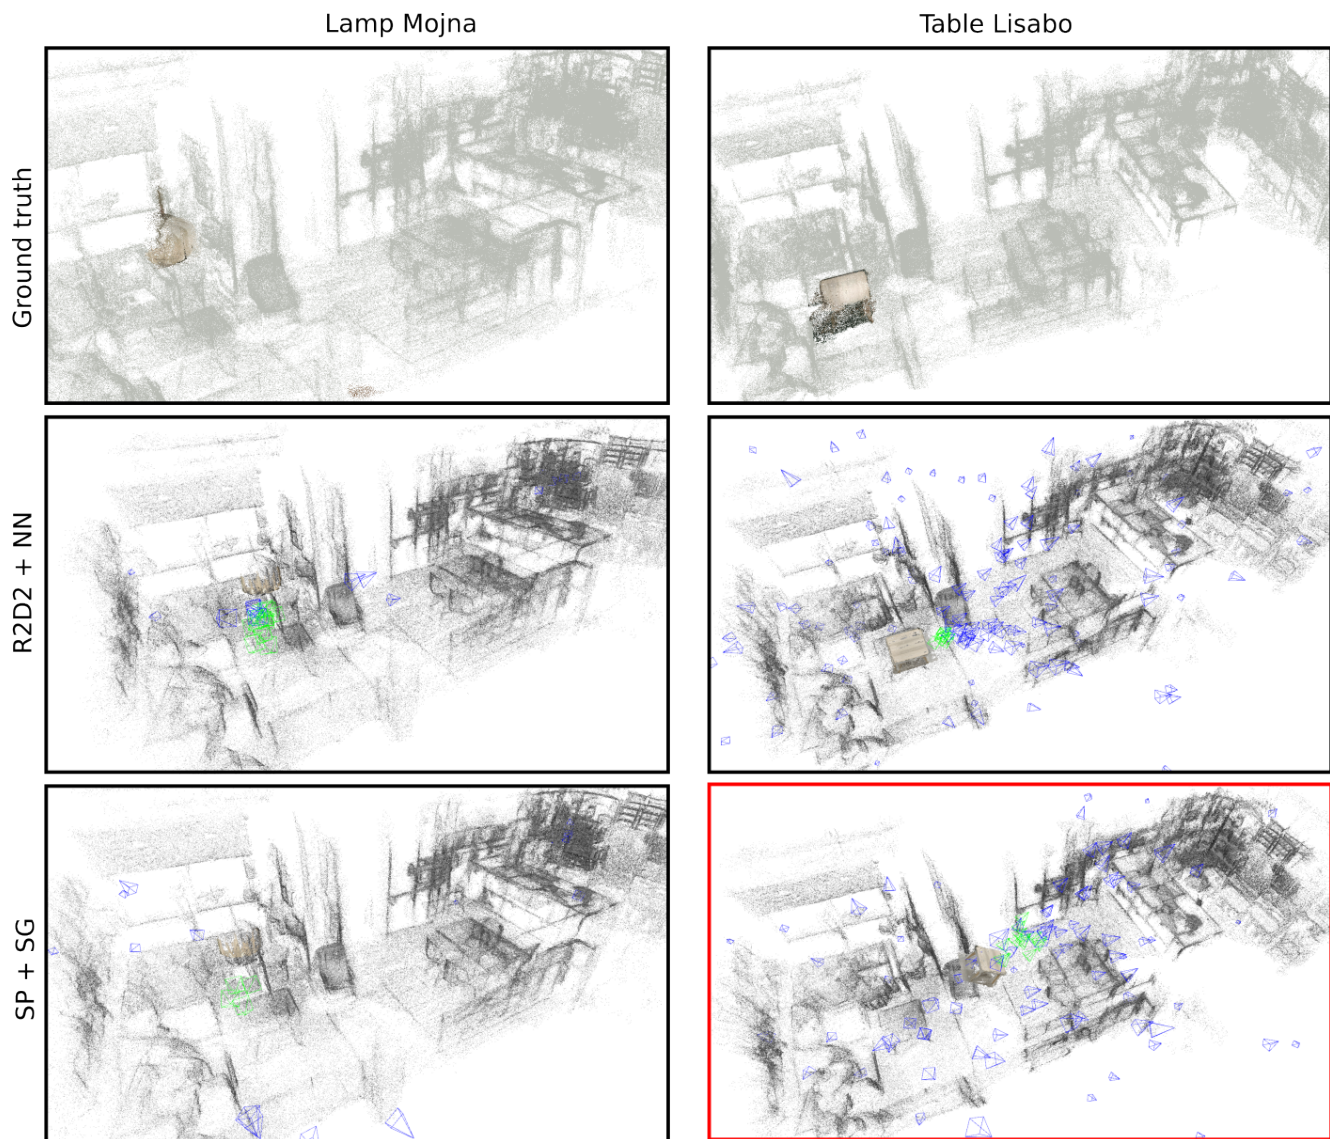 Lamp Mojna
Table Lisabo
Ground truth
R2D2 + NN
SP + SG